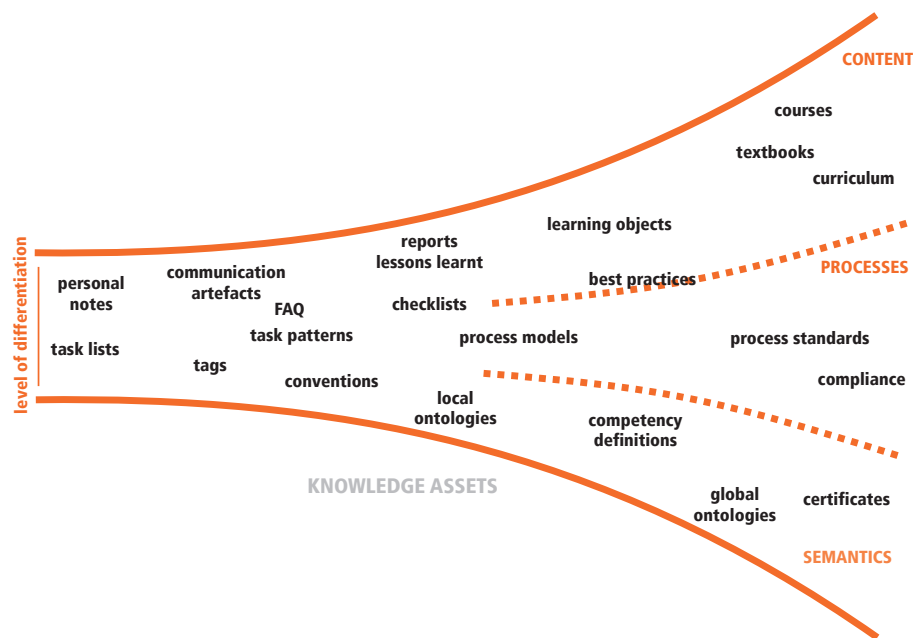 CONTENT
courses
textbooks
curriculum
learning objects
reports
lessons learnt
PROCESSES
best practices
communication
artefacts
personal
notes
checklists
FAQ
task patterns
process models
process standards
task lists
tags
conventions
compliance
level of differentiation
local
ontologies
competency
definitions
KNOWLEDGE ASSETS
global
ontologies
certificates
SEMANTICS